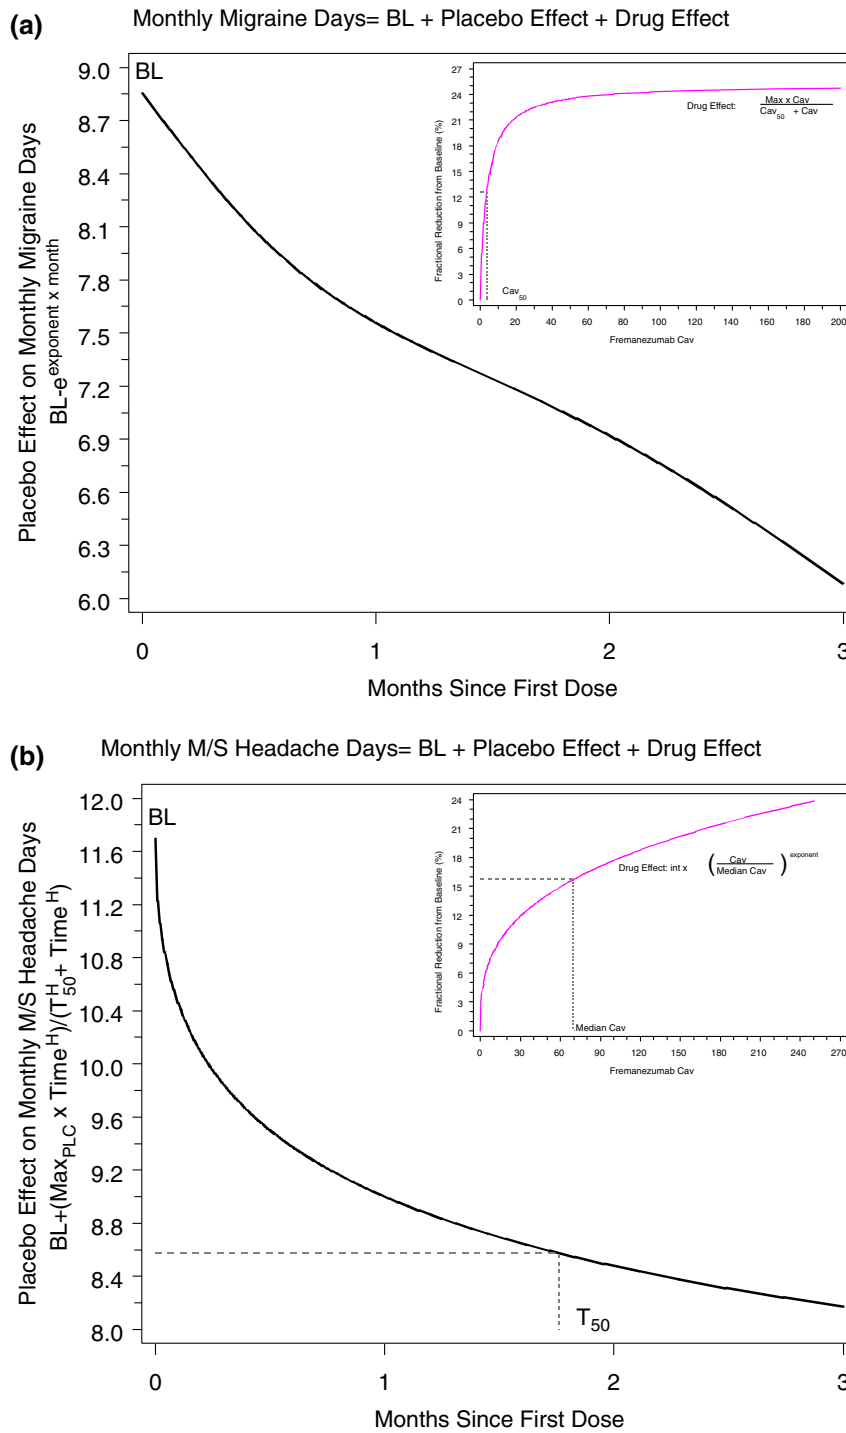 (a)
Monthly Migraine Days= BL + Placebo Effect + Drug Effect
Placebo Effect on Monthly Migraine Days
BL-e^exponent x month
9.0
8.7
8.4
8.1
7.8
7.5
7.2
6.9
6.6
6.3
6.0
BL
Fractional Reduction from Baseline (%)
27
24
21
18
15
12
9
6
3
0
Drug Effect:
Max x Cav
Cav50 + Cav
Cav50
0 20 40 60 80 100 120 140 160 180 200
Fremanezumab Cav
0 1 2 3
Months Since First Dose
(b)
Monthly M/S Headache Days= BL + Placebo Effect + Drug Effect
Placebo Effect on Monthly M/S Headache Days
BL+(MaxPLC x Time^H)/(T50^H+ Time^H)
12.0
11.6
11.2
10.8
10.4
10.0
9.6
9.2
8.8
8.4
8.0
BL
Fractional Reduction from Baseline (%)
24
21
18
15
12
9
6
3
0
Drug Effect: int x (Cav
Median Cav)^exponent
Median Cav
0 30 60 90 120 150 180 210 240 270
Fremanezumab Cav
T50
0 1 2 3
Months Since First Dose